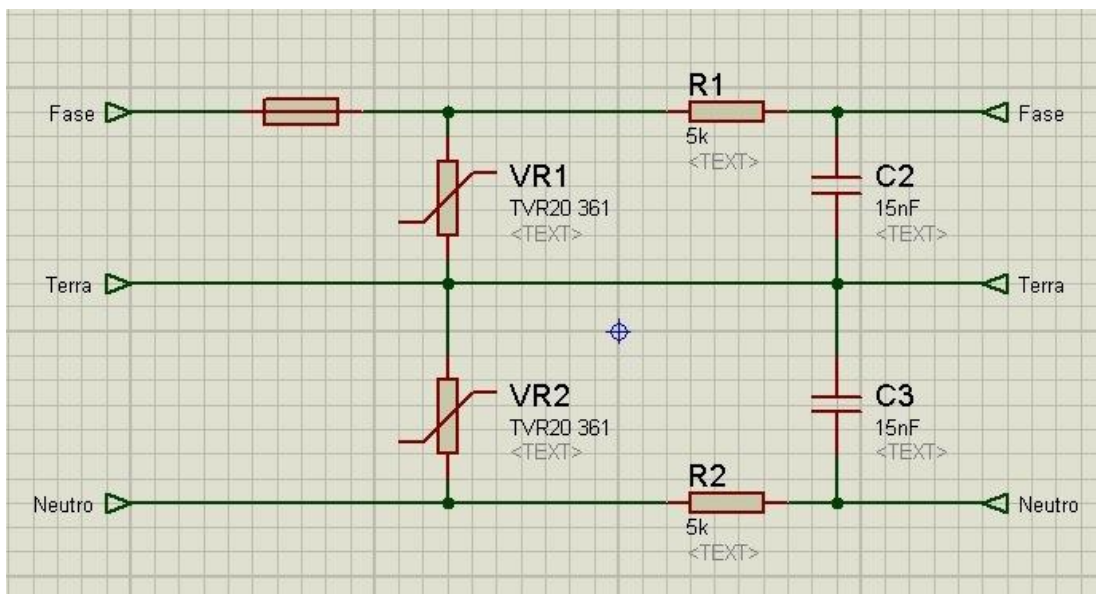 R1
Fase
Fase
5k
<TEXT>
VR1
TVR20 361
<TEXT>
C2
15nF
<TEXT>
Terra
Terra
VR2
TVR20 361
<TEXT>
C3
15nF
<TEXT>
R2
Neutro
Neutro
5k
<TEXT>